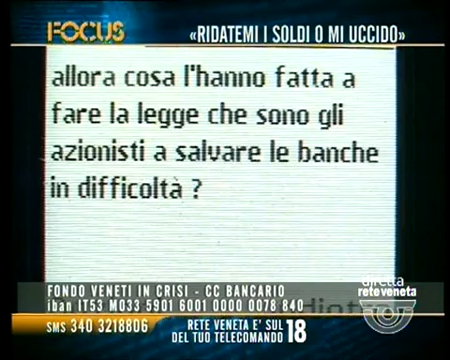 FOCUS
«RIDATEMI I SOLDI O MI UCCIDO»
allora cosa l'hanno fatta a
fare la legge che sono gli
azionisti a salvare le banche
in difficoltà ?
FONDO VENETI IN CRISI - CC BANCARIO
iban IT53 M033 5901 6001 0000 0078 840
diretta
reteveneta
SMS 340 3218806
RETE VENETA E' SUL
DEL TUO TELECOMANDO
18